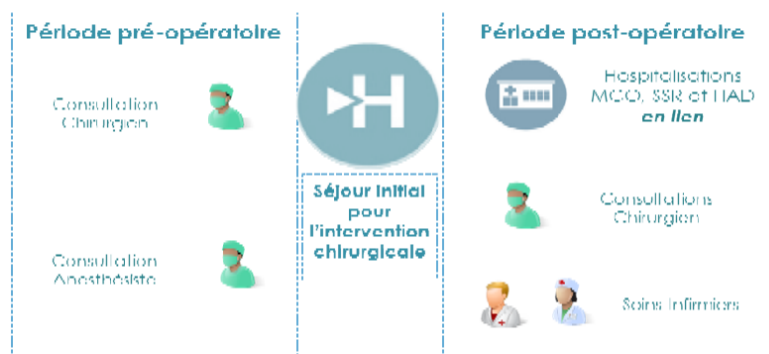 Période pré-opératoire
Consultation
Chirurgien
Consultation
Anesthésiste
H
Séjour initial
pour
l'intervention
chirurgicale
Période post-opératoire
Hospitalisations
MCO, SSR et HAD
en lien
Consultations
Chirurgien
Soins Infirmiers